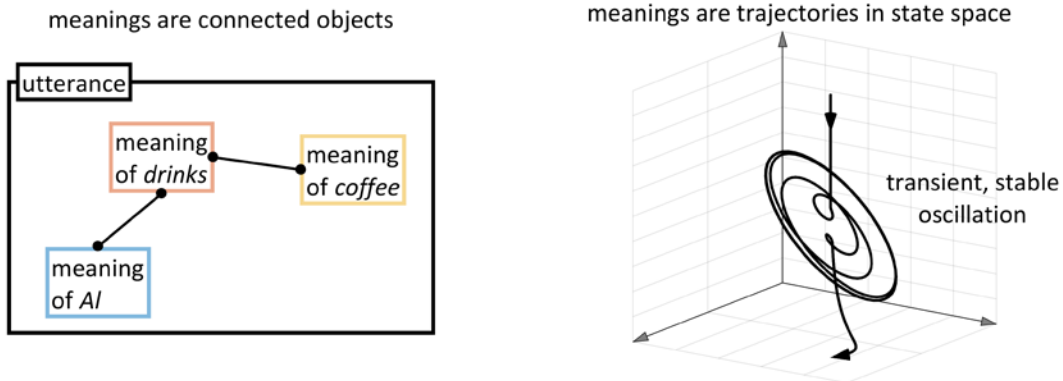 meanings are connected objects
utterance
meaning
of drinks
meaning
of coffee
meaning
of Al
meanings are trajectories in state space
transient, stable
oscillation